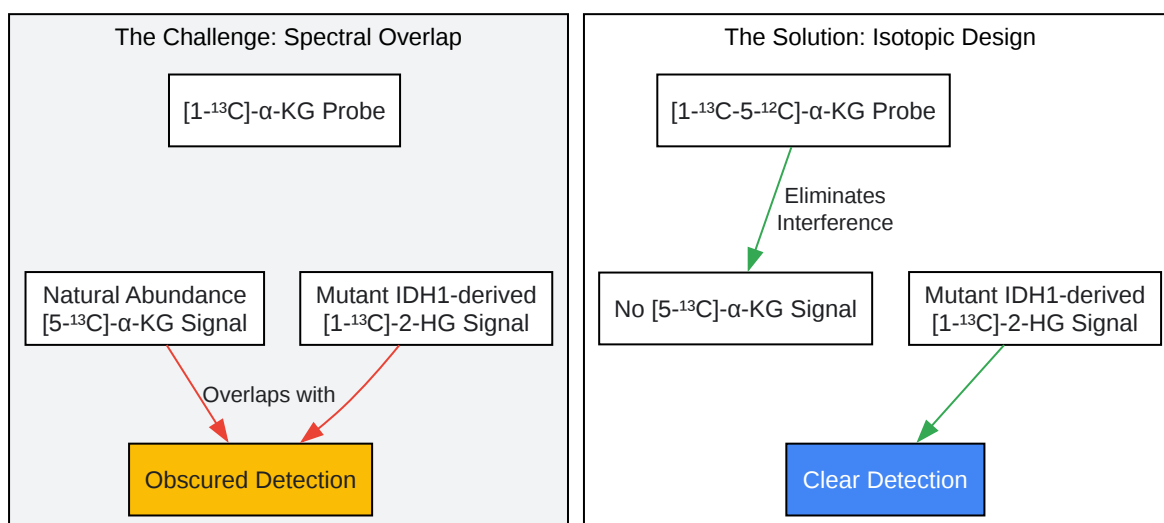 The Challenge: Spectral Overlap
[1-¹³C]-α-KG Probe
Natural Abundance
[5-¹³C]-α-KG Signal
Mutant IDH1-derived
[1-¹³C]-2-HG Signal
Overlaps with
Obscured Detection
The Solution: Isotopic Design
[1-¹³C-5-¹²C]-α-KG Probe
Eliminates
Interference
No [5-¹³C]-α-KG Signal
Mutant IDH1-derived
[1-¹³C]-2-HG Signal
Clear Detection